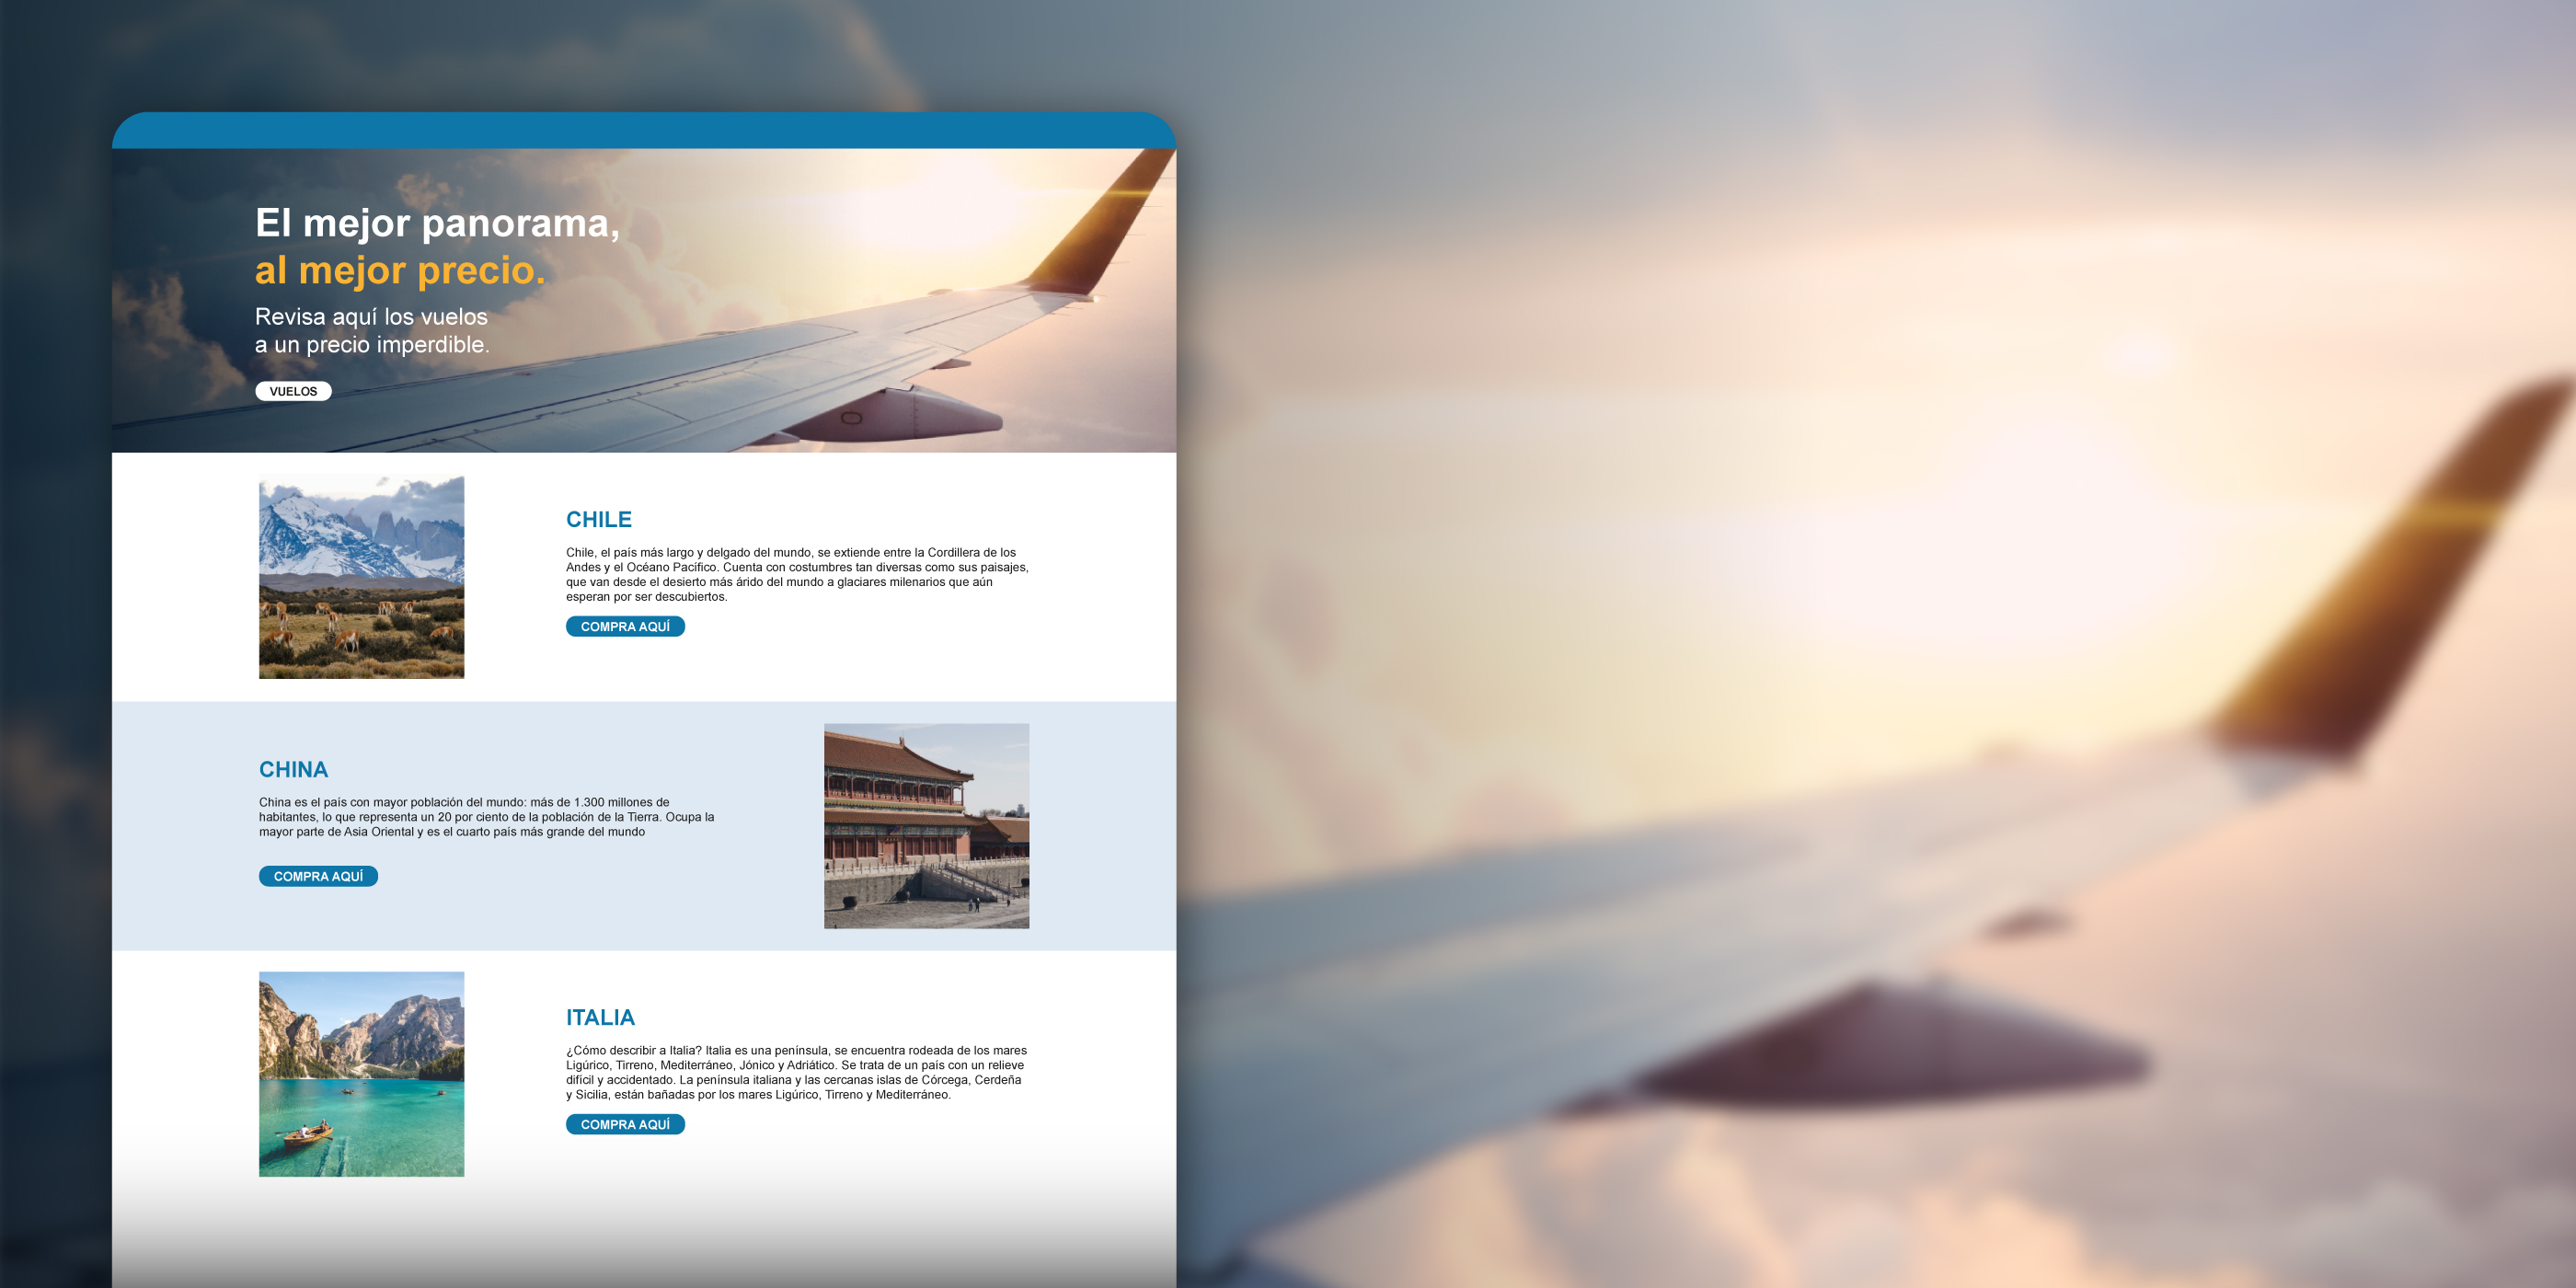 El mejor panorama,
al mejor precio.
Revisa aquí los vuelos
a un precio imperdible.
VUELOS
CHILE
Chile, el país más largo y delgado del mundo, se extiende entre la Cordillera de los
Andes y el Océano Pacífico. Cuenta con costumbres tan diversas como sus paisajes,
que van desde el desierto más árido del mundo a glaciares milenarios que aún
esperan por ser descubiertos.
COMPRA AQUÍ
CHINA
China es el país con mayor población del mundo: más de 1.300 millones de
habitantes, lo que representa un 20 por ciento de la población de la Tierra. Ocupa la
mayor parte de Asia Oriental y es el cuarto país más grande del mundo
COMPRA AQUÍ
ITALIA
¿Cómo describir a Italia? Italia es una península, se encuentra rodeada de los mares
Ligúrico, Tirreno, Mediterráneo, Jónico y Adriático. Se trata de un país con un relieve
difícil y accidentado. La península italiana y las cercanas islas de Córcega, Cerdeña
y Sicilia, están bañadas por los mares Ligúrico, Tirreno y Mediterráneo.
COMPRA AQUÍ